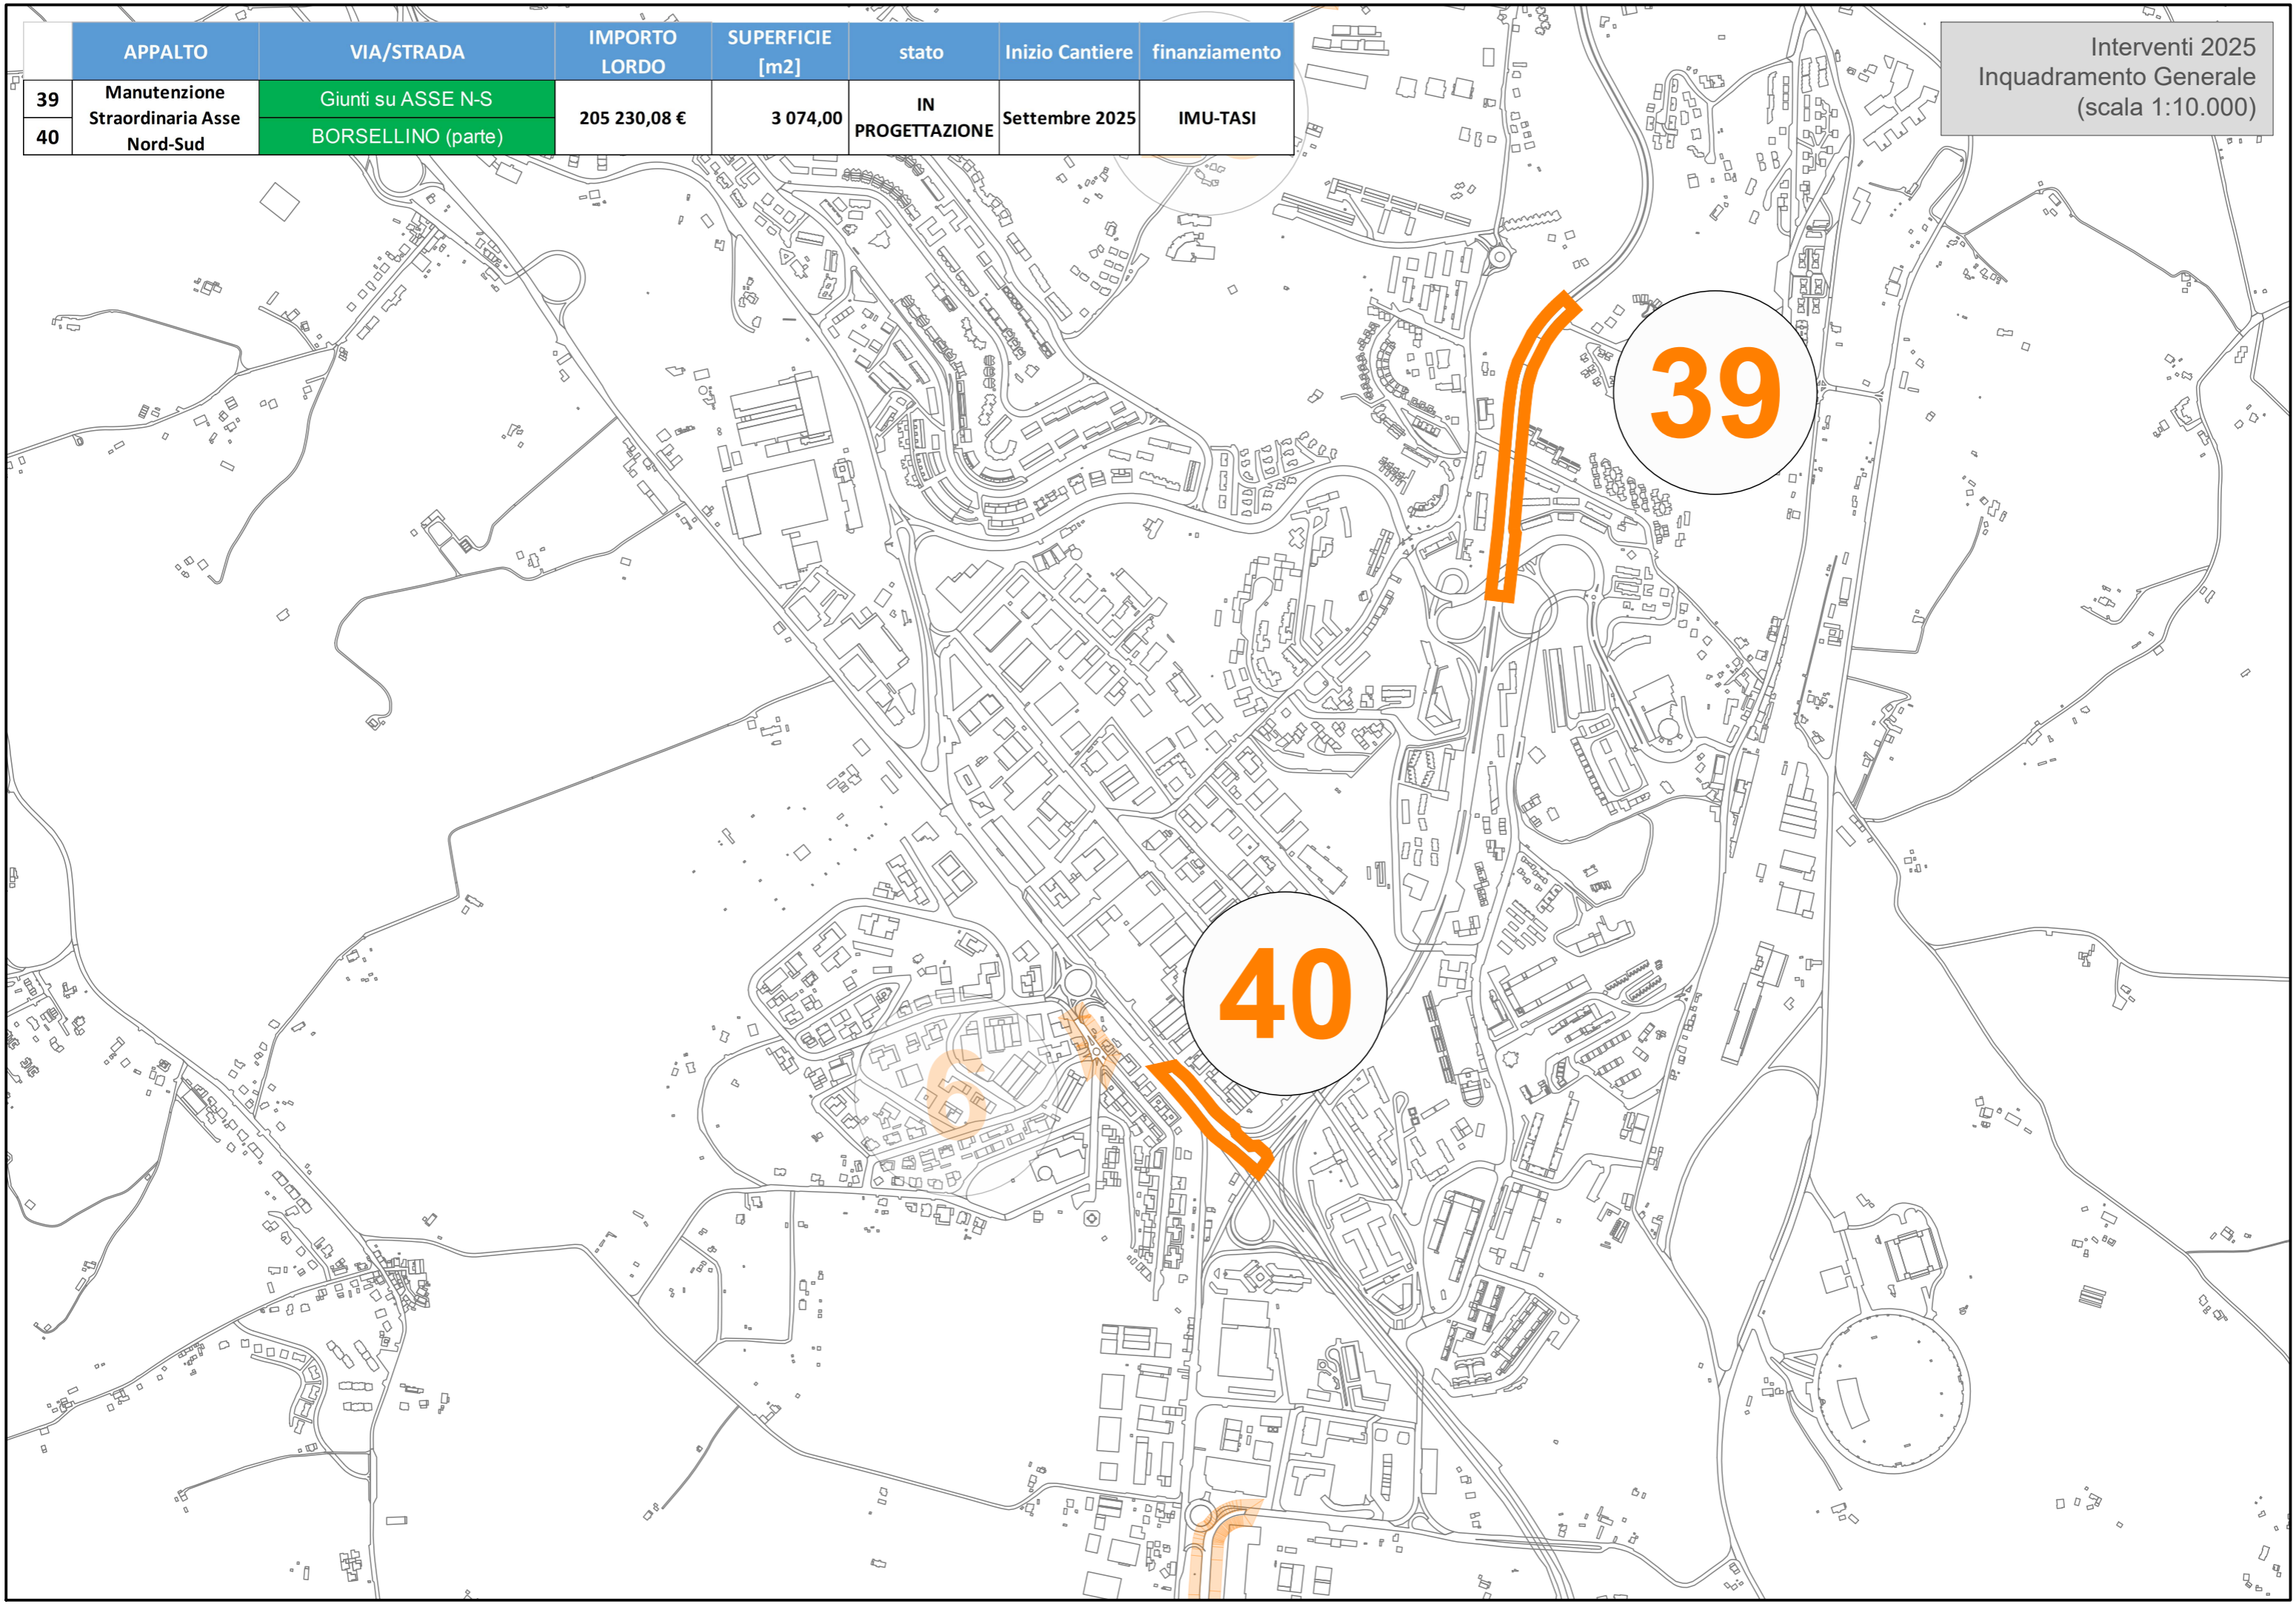 APPALTO VIA/STRADA IMPORTO LORDO SUPERFICIE [m2] stato Inizio Cantiere finanziamento
39 Manutenzione Straordinaria Asse Nord-Sud Giunti su ASSE N-S 205 230,08 € 3 074,00 IN PROGETTAZIONE Settembre 2025 IMU-TASI
40 BORSELLINO (parte)
Interventi 2025
Inquadramento Generale
(scala 1:10.000)
39
40
6